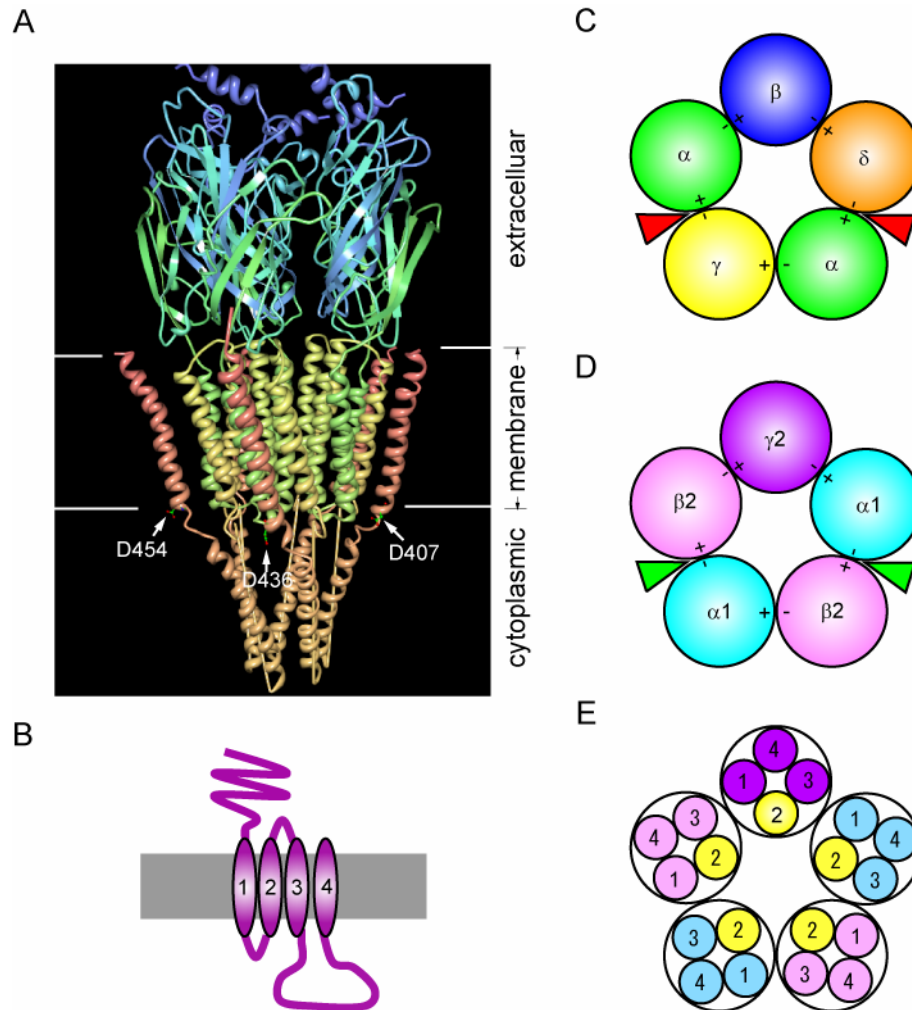 A
extracelluar
membrane
cytoplasmic
D454
D436
D407
B
1 2 3 4
C
β
α δ
γ α
- + - +
+ - - +
+ -
D
γ2
β2 α1
α1 β2
- + - +
+ - - +
+ -
E
4
1 3
2
3
4 2
1
1
2 4
3
3 2
4 1
2 1
3 4